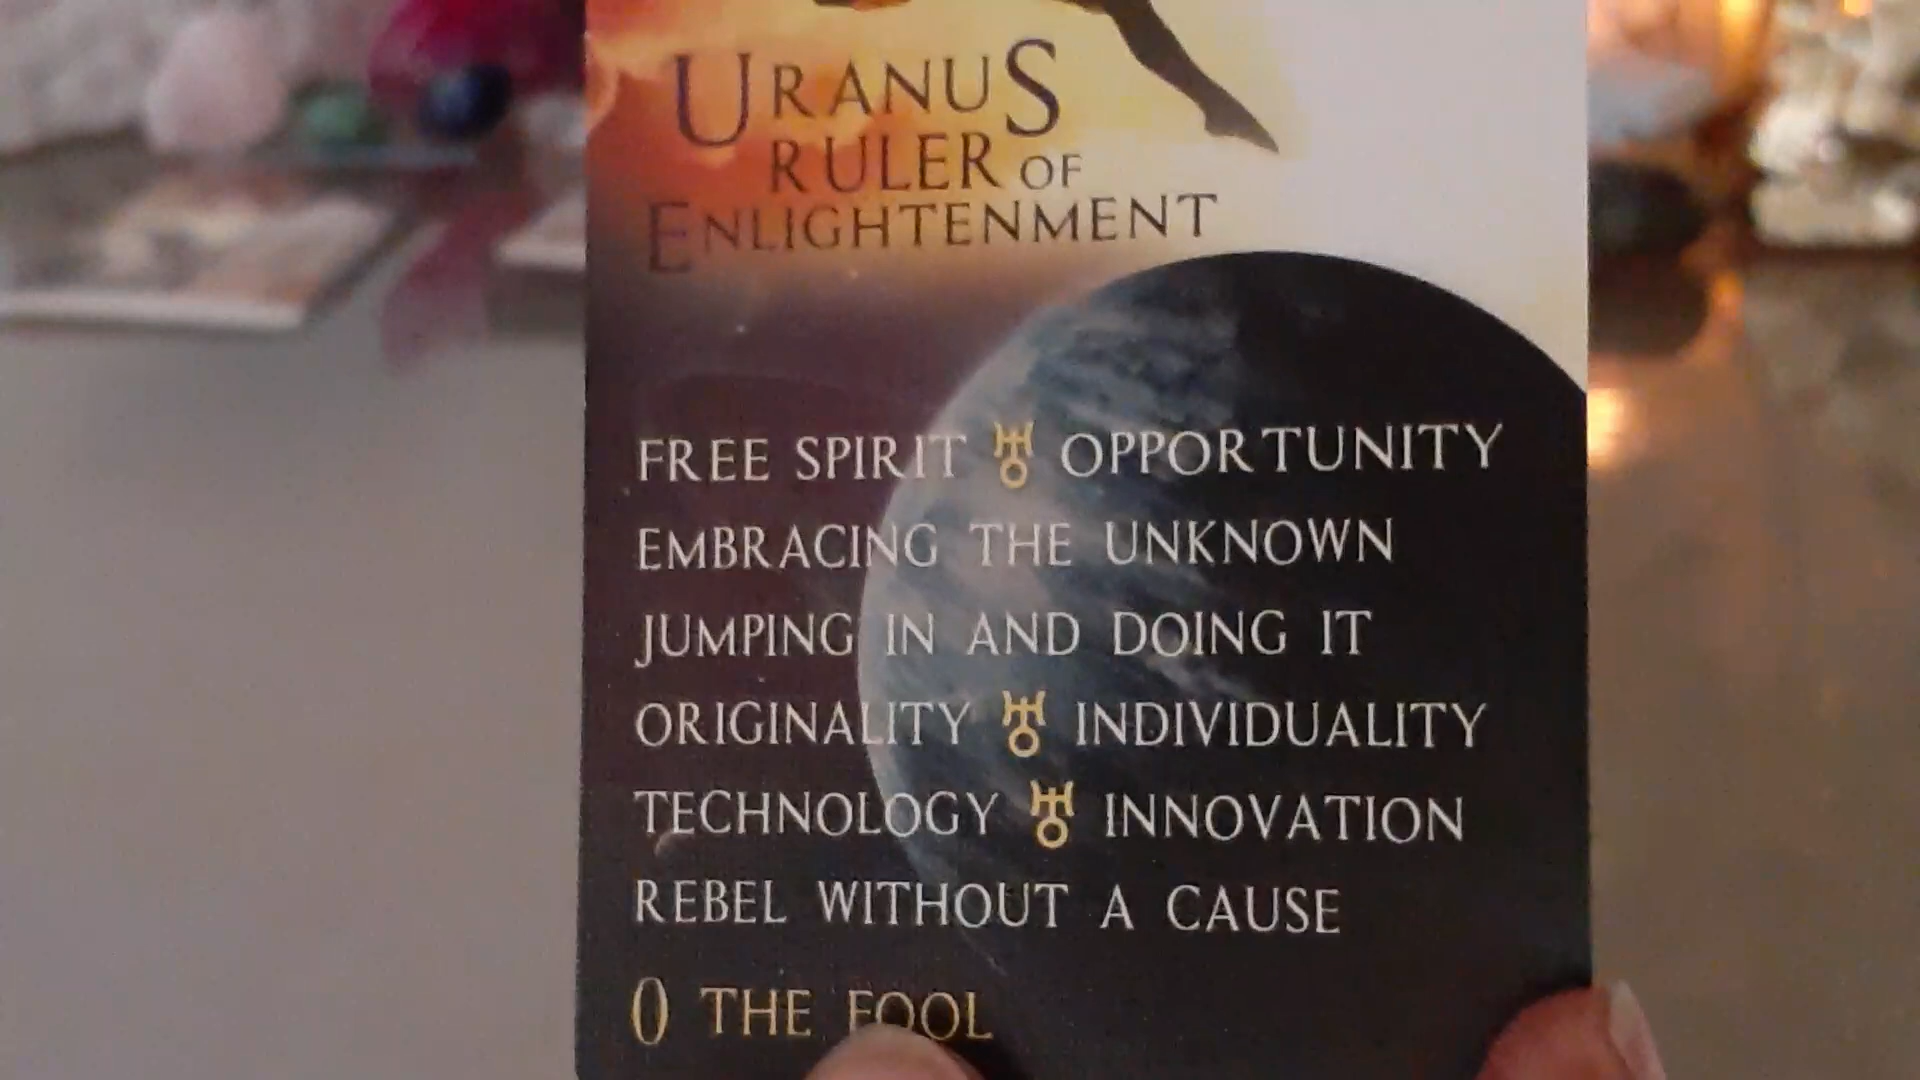 URANUS
RULER OF
ENLIGHTENMENT
FREE SPIRIT ♅ OPPORTUNITY
EMBRACING THE UNKNOWN
JUMPING IN AND DOING IT
ORIGINALITY ♅ INDIVIDUALITY
TECHNOLOGY ♅ INNOVATION
REBEL WITHOUT A CAUSE
0 THE FOOL